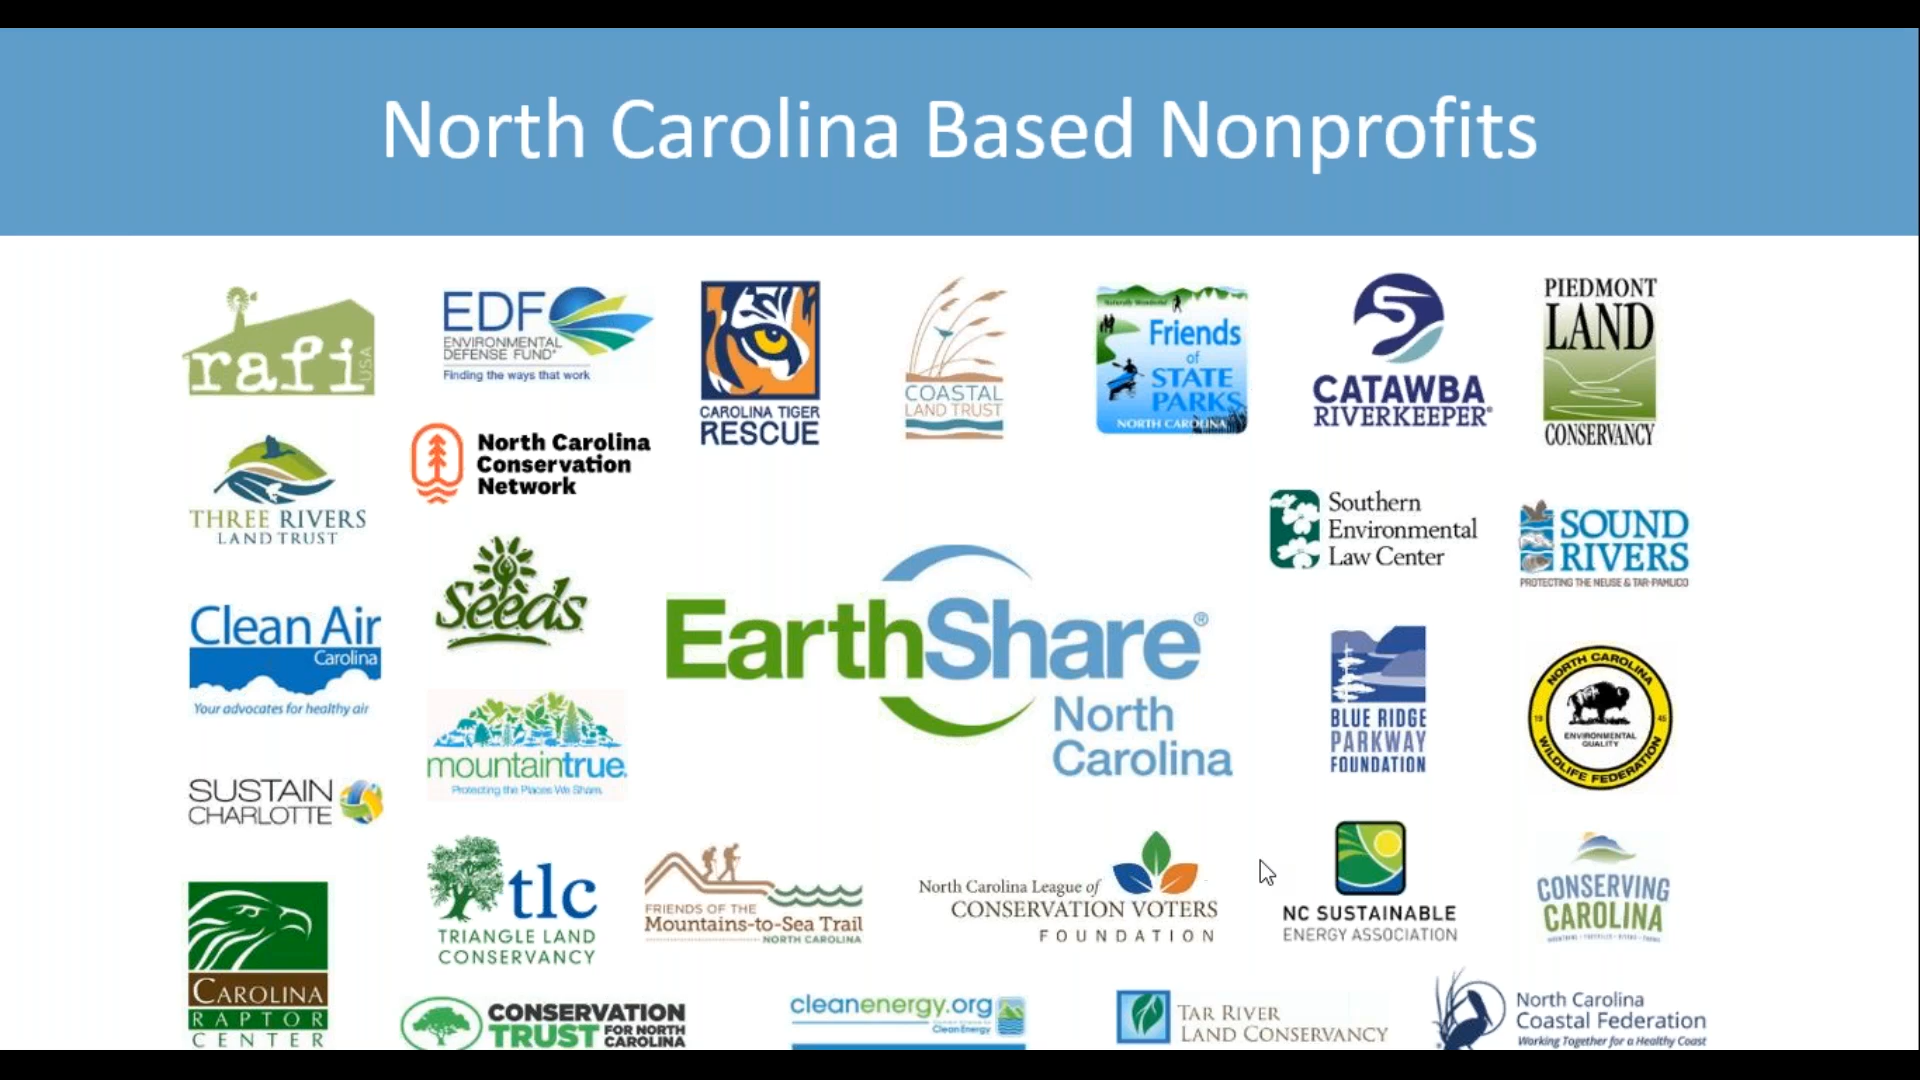 North Carolina Based Nonprofits
rafi
USA
EDF
ENVIRONMENTAL
DEFENSE FUND®
Finding the ways that work
CAROLINA TIGER
RESCUE
COASTAL
LAND TRUST
Naturally Wonderful
Friends
of
STATE
PARKS
NORTH CAROLINA
CATAWBA
RIVERKEEPER®
PIEDMONT
LAND
CONSERVANCY
THREE RIVERS
LAND TRUST
North Carolina
Conservation
Network
Southern
Environmental
Law Center
SOUND
RIVERS
PROTECTING THE NEUSE & TAR-PAMLICO
Clean Air
Carolina
Your advocates for healthy air
Seeds
EarthShare®
North
Carolina
BLUE RIDGE
PARKWAY
FOUNDATION
NORTH CAROLINA
19 45
ENVIRONMENTAL
QUALITY
WILDLIFE FEDERATION
mountaintrue
Protecting the Places We Share
SUSTAIN
CHARLOTTE
tlc
TRIANGLE LAND
CONSERVANCY
FRIENDS OF THE
Mountains-to-Sea Trail
NORTH CAROLINA
North Carolina League of
CONSERVATION VOTERS
FOUNDATION
NC SUSTAINABLE
ENERGY ASSOCIATION
CONSERVING
CAROLINA
CAROLINA
RAPTOR
CENTER
CONSERVATION
TRUST FOR NORTH
CAROLINA
cleanenergy.org
Clean Energy
TAR RIVER
LAND CONSERVANCY
North Carolina
Coastal Federation
Working Together for a Healthy Coast